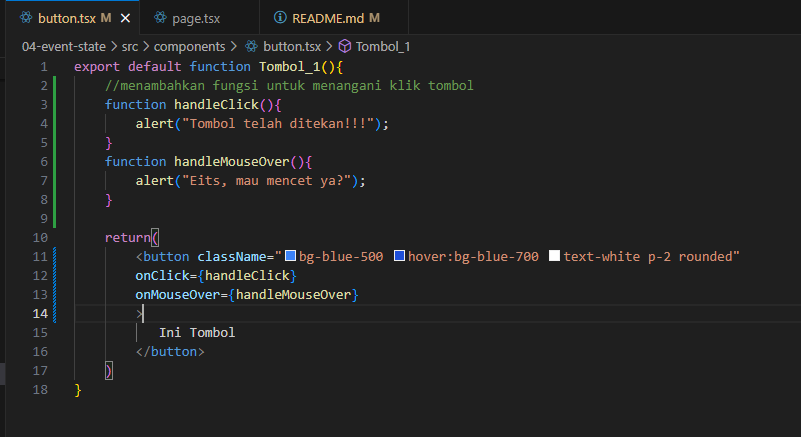 button.tsx M × page.tsx README.md M
04-event-state > src > components > button.tsx > Tombol_1
1 export default function Tombol_1(){
2 //menambahkan fungsi untuk menangani klik tombol
3 function handleClick(){
4 alert("Tombol telah ditekan!!!");
5 }
6 function handleMouseOver(){
7 alert("Eits, mau mencet ya?");
8 }
9
10 return(
11 <button className="bg-blue-500 hover:bg-blue-700 text-white p-2 rounded"
12 onClick={handleClick}
13 onMouseOver={handleMouseOver}
14 >
15 Ini Tombol
16 </button>
17 )
18 }